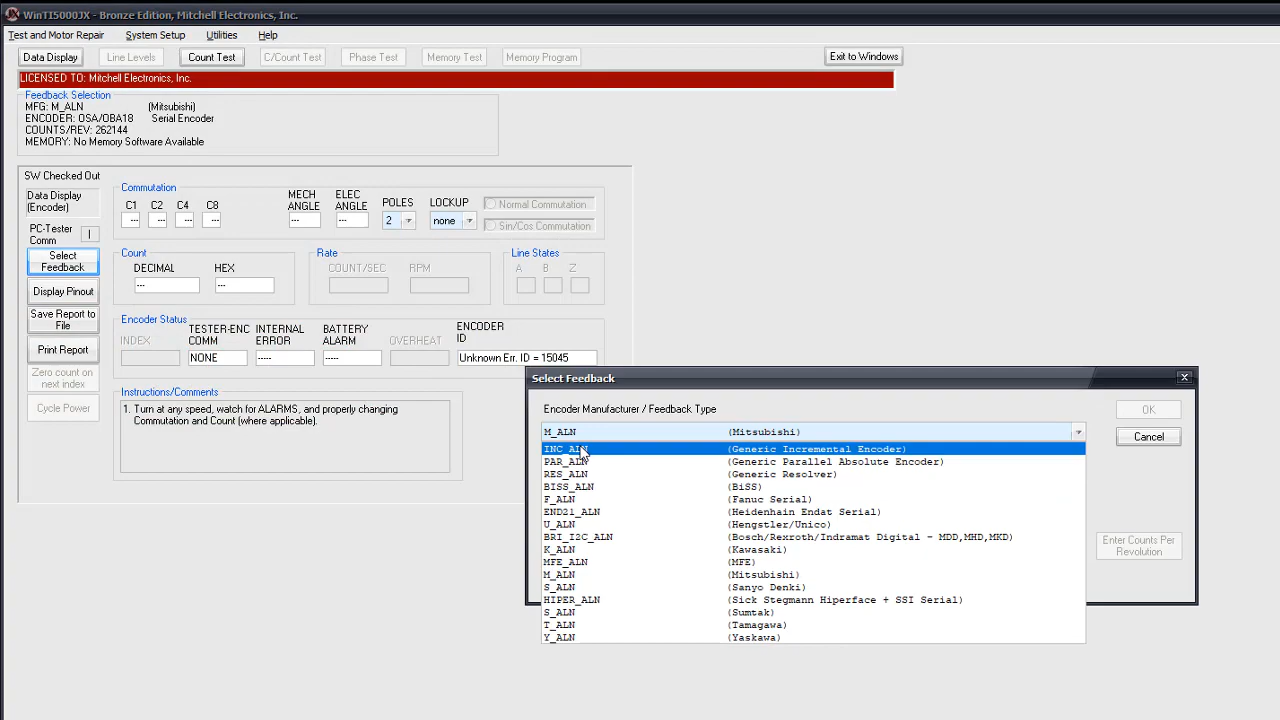 WinTI5000JX - Bronze Edition, Mitchell Electronics, Inc.
Test and Motor Repair System Setup Utilities Help
Data Display Line Levels Count Test C/Count Test Phase Test Memory Test Memory Program Exit to Windows
LICENSED TO: Mitchell Electronics, Inc.
Feedback Selection
MFG: M_ALN (Mitsubishi)
ENCODER: OSA/OBA18 Serial Encoder
COUNTS/REV: 262144
MEMORY: No Memory Software Available
SW Checked Out
Data Display
(Encoder)
PC-Tester
Comm
Select
Feedback
Display Pinout
Save Report to
File
Print Report
Zero count on
next index
Cycle Power
Commutation
C1 C2 C4 C8 MECH ANGLE ELEC ANGLE POLES LOCKUP
--- --- --- --- --- --- 2 none
Normal Commutation
Sin/Cos Commutation
Count
DECIMAL HEX
--- ---
Rate
COUNT/SEC RPM
Line States
A B Z
Encoder Status
INDEX TESTER-ENC COMM INTERNAL ERROR BATTERY ALARM OVERHEAT ENCODER ID
NONE ----- ----- Unknown Err. ID = 15045
Instructions/Comments
1. Turn at any speed, watch for ALARMS, and properly changing
Commutation and Count (where applicable).
Select Feedback
Encoder Manufacturer / Feedback Type
M_ALN (Mitsubishi)
INC_ALN (Generic Incremental Encoder)
PAR_ALN (Generic Parallel Absolute Encoder)
RES_ALN (Generic Resolver)
BISS_ALN (BiSS)
F_ALN (Fanuc Serial)
END21_ALN (Heidenhain Endat Serial)
U_ALN (Hengstler/Unico)
BRI_I2C_ALN (Bosch/Rexroth/Indramat Digital - MDD,MHD,MKD)
K_ALN (Kawasaki)
MFE_ALN (MFE)
M_ALN (Mitsubishi)
S_ALN (Sanyo Denki)
HIPER_ALN (Sick Stegmann Hiperface + SSI Serial)
S_ALN (Sumtak)
T_ALN (Tamagawa)
Y_ALN (Yaskawa)
OK
Cancel
Enter Counts Per
Revolution